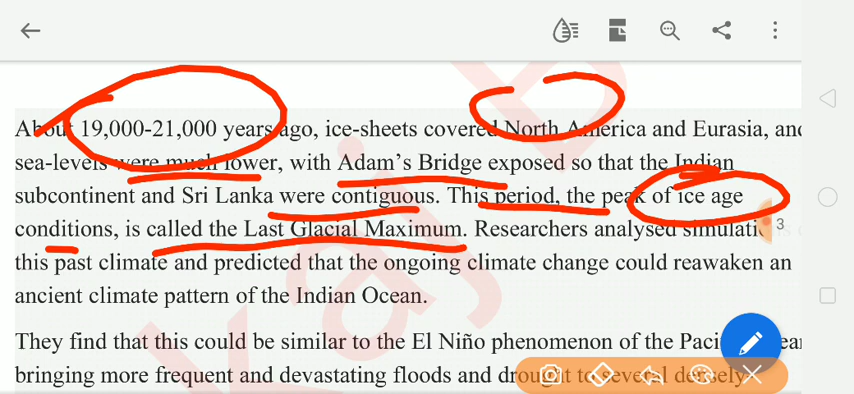 About 19,000-21,000 years ago, ice-sheets covered North America and Eurasia, and
sea-levels were much lower, with Adam's Bridge exposed so that the Indian
subcontinent and Sri Lanka were contiguous. This period, the peak of ice age
conditions, is called the Last Glacial Maximum. Researchers analysed
3
this past climate and predicted that the ongoing climate change could reawaken an
ancient climate pattern of the Indian Ocean.
They find that this could be similar to the El Niño phenomenon of the
bringing more frequent and devastating floods and drought to several densely